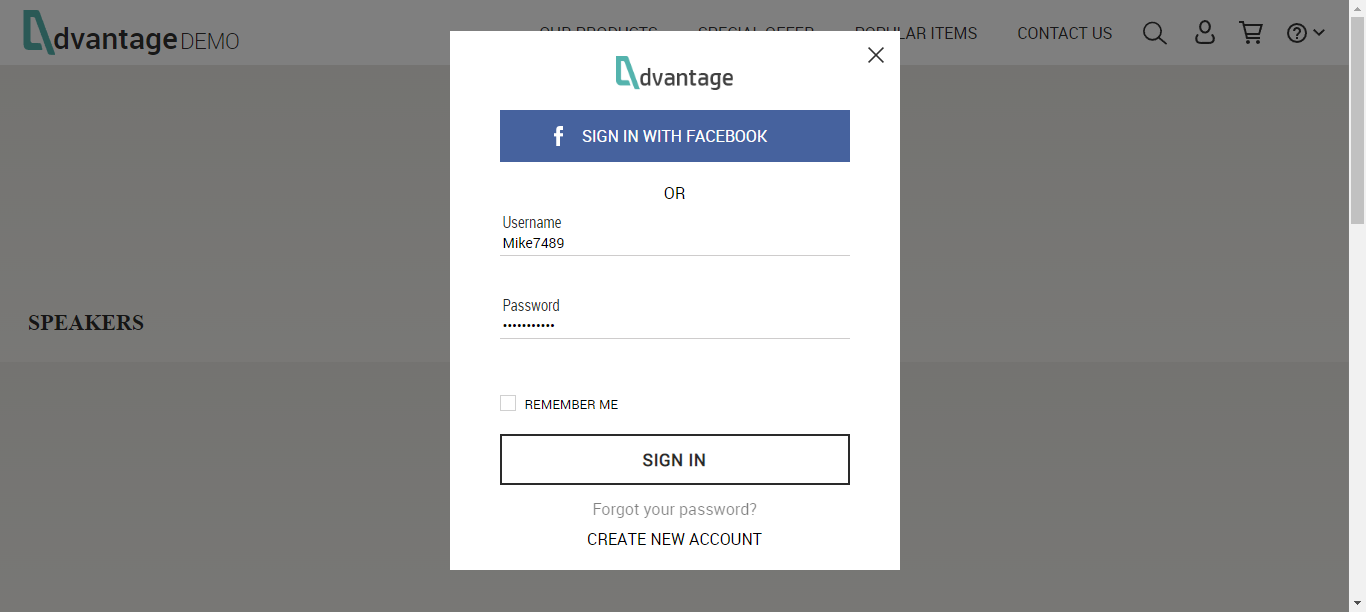 dvantage DEMO
OUR PRODUCTS SPECIAL OFFER POPULAR ITEMS CONTACT US
dvantage
f SIGN IN WITH FACEBOOK
OR
Username
Mike7489
SPEAKERS
Password
•••••••••••
REMEMBER ME
SIGN IN
Forgot your password?
CREATE NEW ACCOUNT